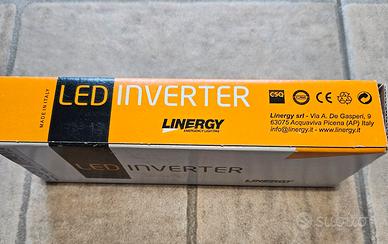 MADE IN ITALY
LED INVERTER
LINERGY
EMERGENCY LIGHTING
CSQ
Linergy srl - Via A. De Gasperi, 9
63075 Acquaviva Picena (AP) Italy
info@linergy.it - www.linergy.it
LED INVERTER
LINERGY
SUBITO